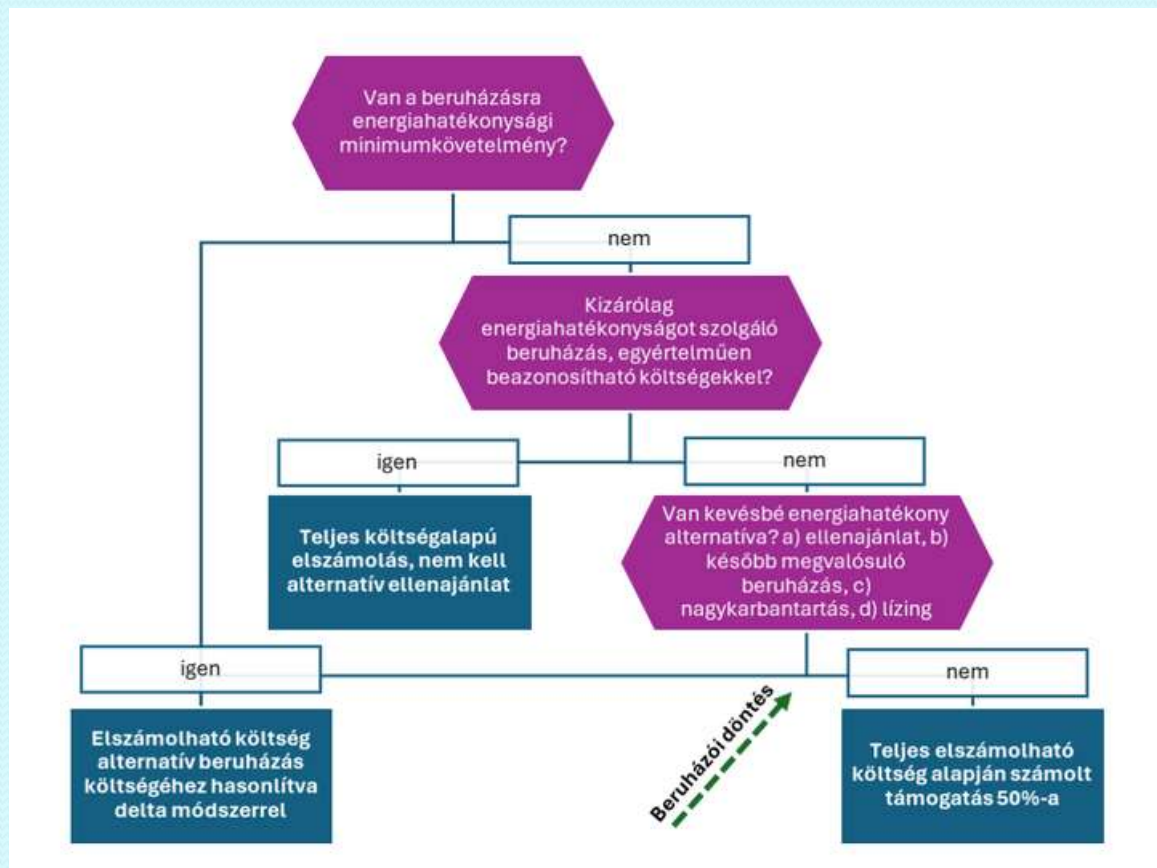 Van a beruházásra
energiahatékonysági
minimumkövetelmény?
nem
Kizárólag
energiahatékonyságot szolgáló
beruházás, egyértelműen
beazonosítható költségekkel?
igen
nem
Teljes költségalapú
elszámolás, nem kell
alternatív ellenajánlat
Van kevésbé energiahatékony
alternatíva? a) ellenajánlat, b)
később megvalósuló
beruházás, c)
nagykarbantartás, d) lízing
igen
nem
Elszámolható költség
alternatív beruházás
költségéhez hasonlítva
delta módszerrel
Beruházói döntés
Teljes elszámolható
költség alapján számolt
támogatás 50%-a